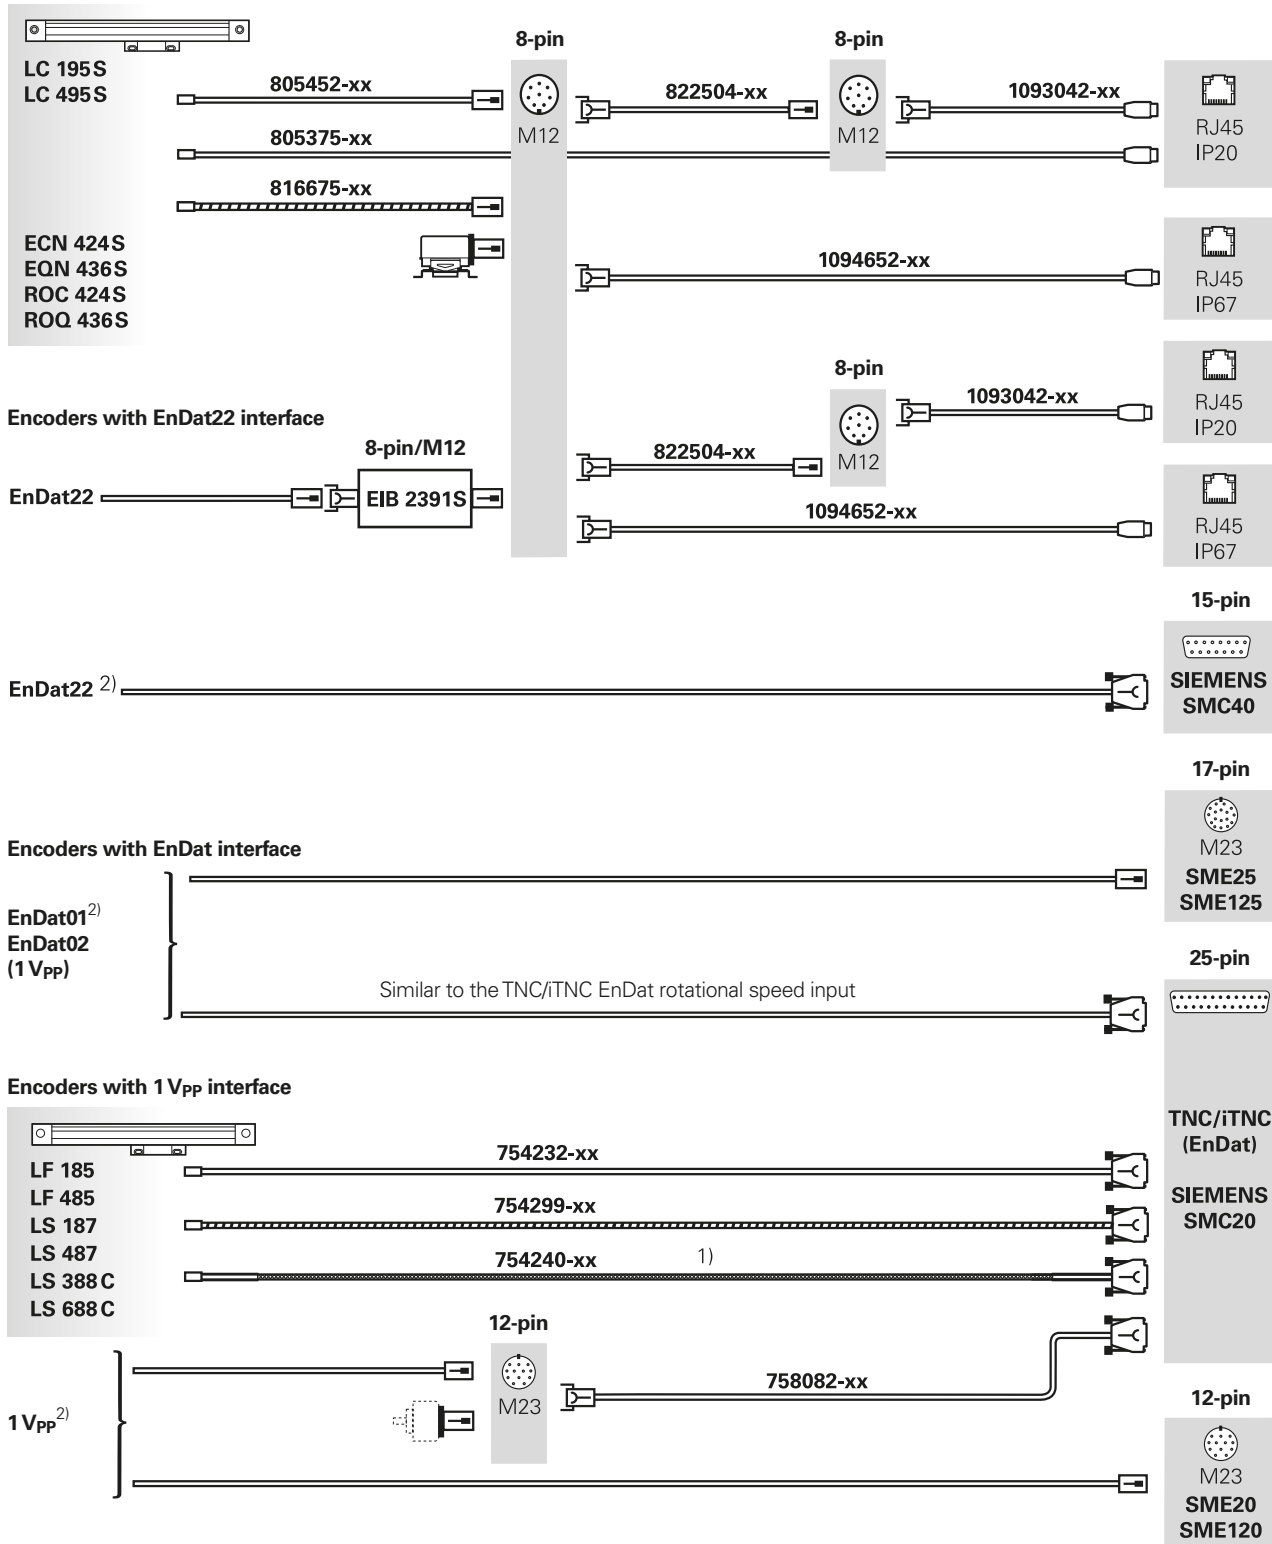 8-pin
8-pin
LC 195 S
LC 495 S
805452-xx
822504-xx
1093042-xx
M12
M12
RJ45
IP20
805375-xx
816675-xx
ECN 424 S
EQN 436 S
ROC 424 S
ROQ 436 S
1094652-xx
RJ45
IP67
8-pin
1093042-xx
RJ45
IP20
Encoders with EnDat22 interface
8-pin/M12
822504-xx
M12
EnDat22
EIB 2391S
1094652-xx
RJ45
IP67
15-pin
EnDat22 2)
SIEMENS
SMC40
17-pin
M23
SME25
SME125
Encoders with EnDat interface
EnDat01 2)
EnDat02
(1 VPP)
25-pin
Similar to the TNC/iTNC EnDat rotational speed input
Encoders with 1 VPP interface
TNC/iTNC
(EnDat)
SIEMENS
SMC20
LF 185
LF 485
LS 187
LS 487
LS 388 C
LS 688 C
754232-xx
754299-xx
754240-xx 1)
12-pin
M23
758082-xx
1 VPP 2)
12-pin
M23
SME20
SME120